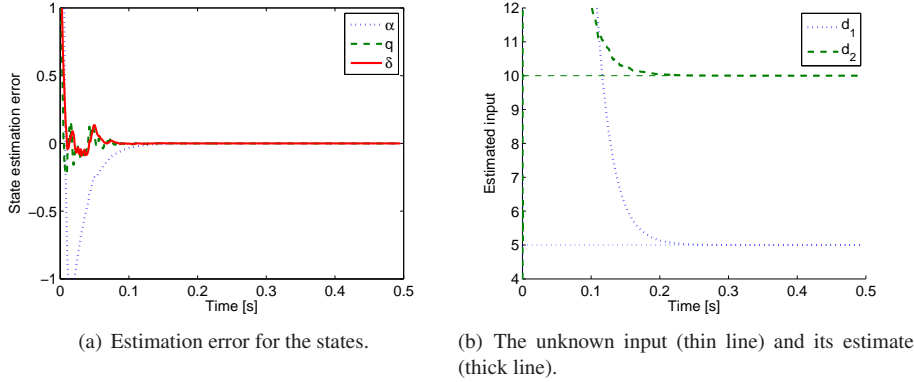 1
0.5
0
−0.5
−1
0
0.1
0.2
0.3
0.4
0.5
State estimation error
Time [s]
α
q
δ
(a) Estimation error for the states.
12
11
10
9
8
7
6
5
4
0
0.1
0.2
0.3
0.4
0.5
Estimated input
Time [s]
d1
d2
(b) The unknown input (thin line) and its estimate
(thick line).